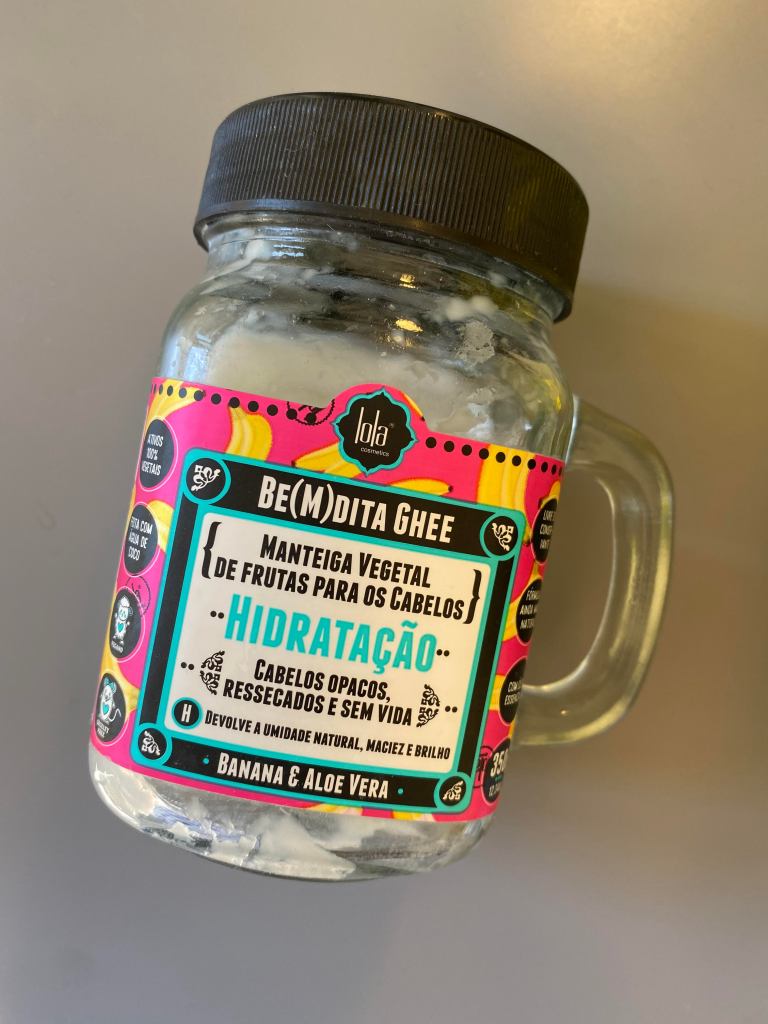 lola
cosmetics
BE(M)DITA GHEE
{ MANTEIGA VEGETAL
DE FRUTAS PARA OS CABELOS }
HIDRATAÇÃO
CABELOS OPACOS,
RESSECADOS E SEM VIDA
H DEVOLVE A UMIDADE NATURAL, MACIEZ E BRILHO
BANANA & ALOE VERA
ATIVOS
100%
VEGETAIS
FEITA COM
ÁGUA DE
COCO
VEGANO